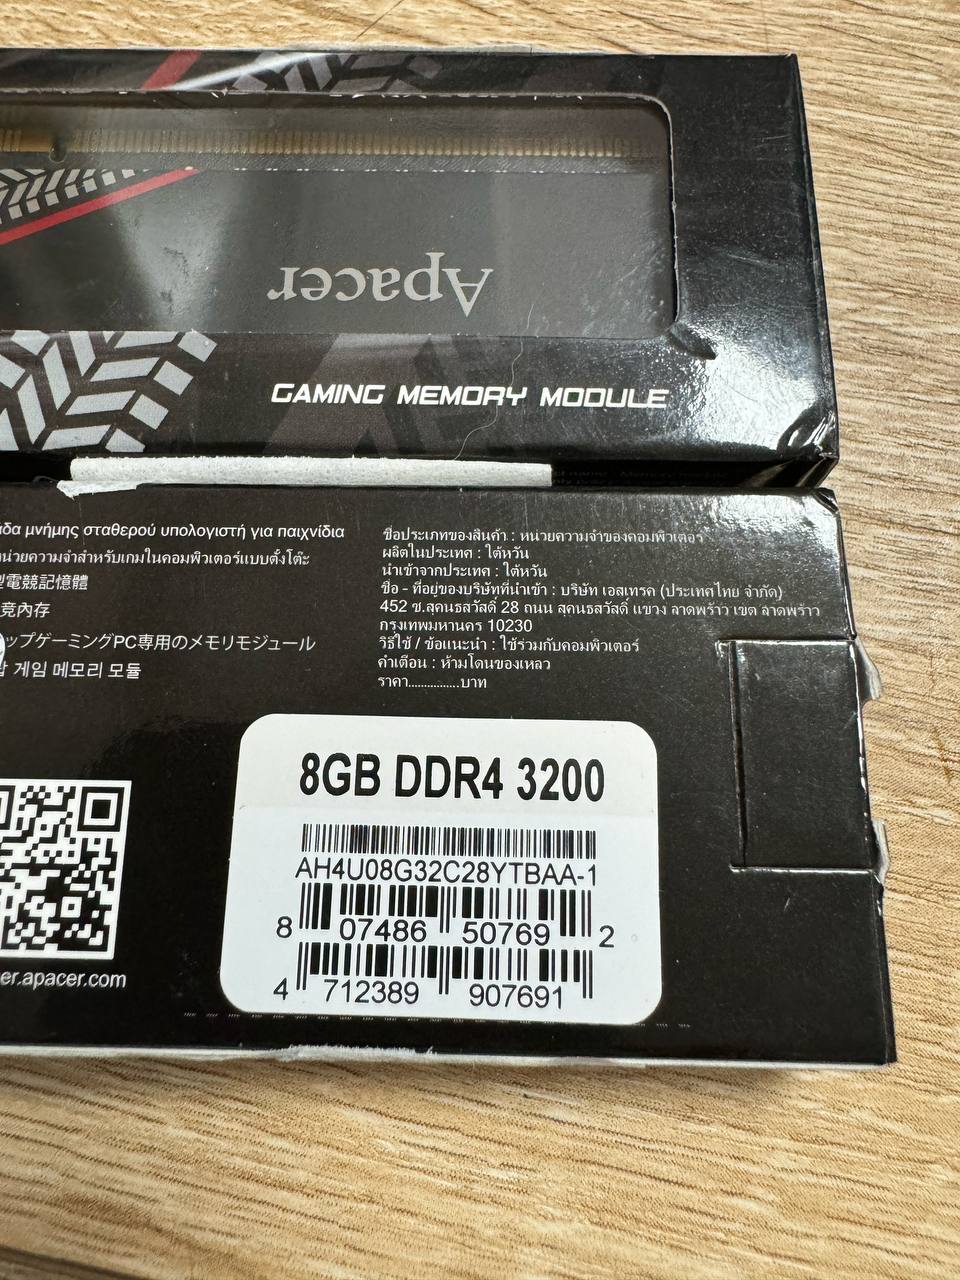 Apacer
GAMING MEMORY MODULE
μνήμης σταθερού υπολογιστή για παιχνίδια
น่วยความจำสำหรับเกมในคอมพิวเตอร์แบบตั้งโต๊ะ
電競記憶體
竞内存
ップゲーミングPC専用のメモリモジュール
게임 메모리 모듈
er.apacer.com
ชื่อประเภทของสินค้า : หน่วยความจำของคอมพิวเตอร์
ผลิตในประเทศ : ใต้หวัน
นำเข้าจากประเทศ : ใต้หวัน
ชื่อ - ที่อยู่ของบริษัทที่นำเข้า : บริษัท เอสเทรค (ประเทศไทย จำกัด)
452 ซ.สุคนธสวัสดิ์ 28 ถนน สุคนธสวัสดิ์ แขวง ลาดพร้าว เขต ลาดพร้าว
กรุงเทพมหานคร 10230
วิธีใช้ / ข้อแนะนำ : ใช้ร่วมกับคอมพิวเตอร์
คำเตือน : ห้ามโดนของเหลว
ราคา................บาท
8GB DDR4 3200
AH4U08G32C28YTBAA-1
8 07486 50769 2
4 712389 907691